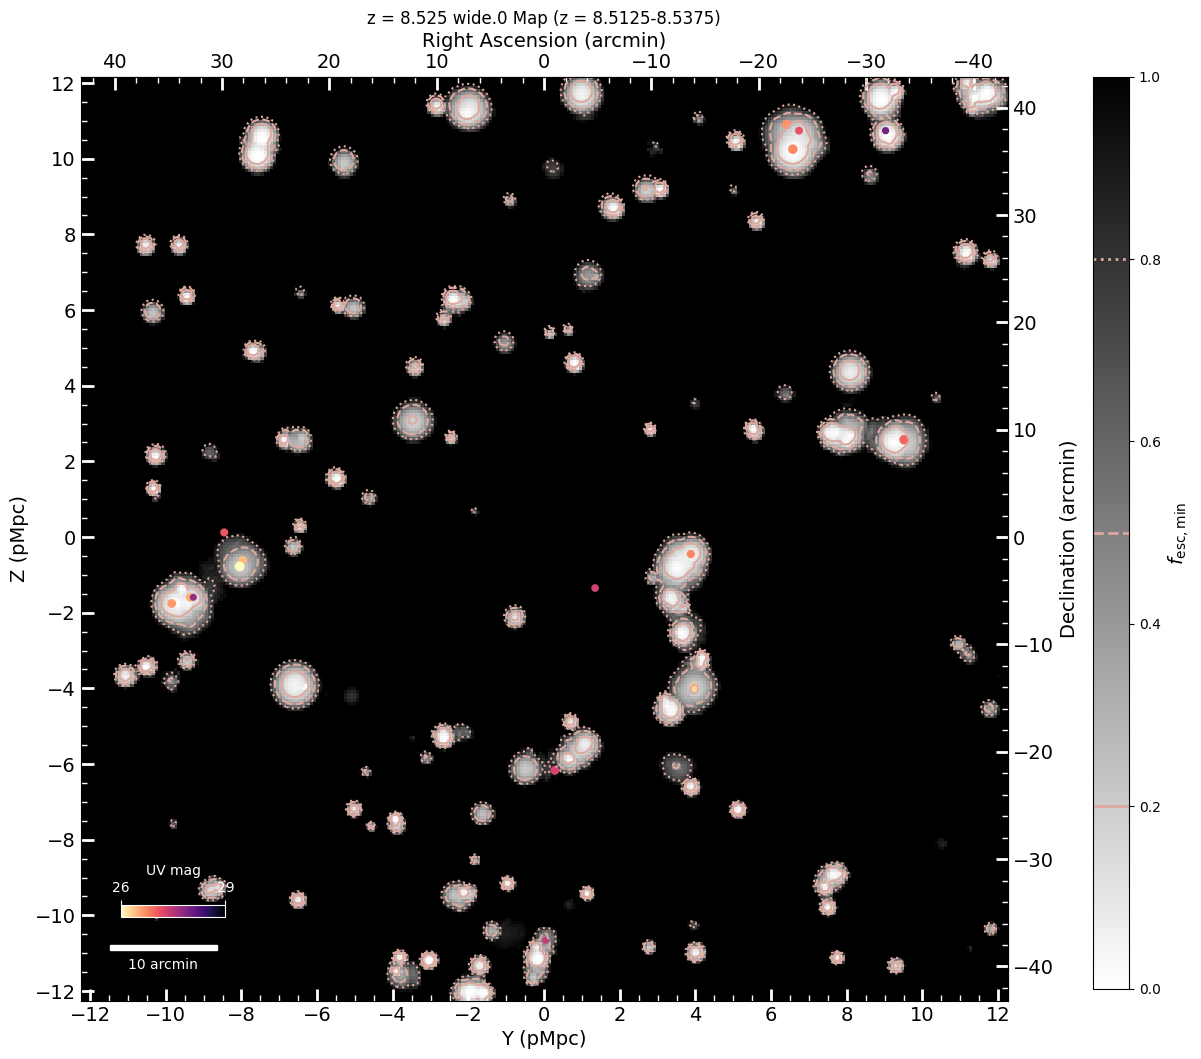 z = 8.525 wide.0 Map (z = 8.5125-8.5375)
Right Ascension (arcmin)
40 30 20 10 0 −10 −20 −30 −40
12 10 8 6 4 2 0 −2 −4 −6 −8 −10 −12
Z (pMpc)
40 30 20 10 0 −10 −20 −30 −40
Declination (arcmin)
1.0 0.8 0.6 0.4 0.2 0.0
fesc,min
UV mag
26 29
10 arcmin
−12 −10 −8 −6 −4 −2 0 2 4 6 8 10 12
Y (pMpc)